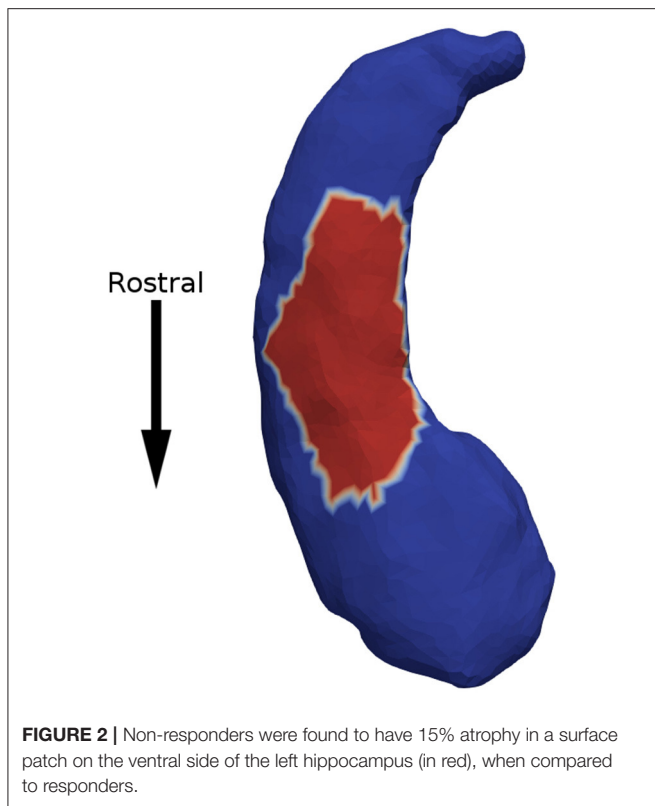 Rostral
FIGURE 2 | Non-responders were found to have 15% atrophy in a surface
patch on the ventral side of the left hippocampus (in red), when compared
to responders.